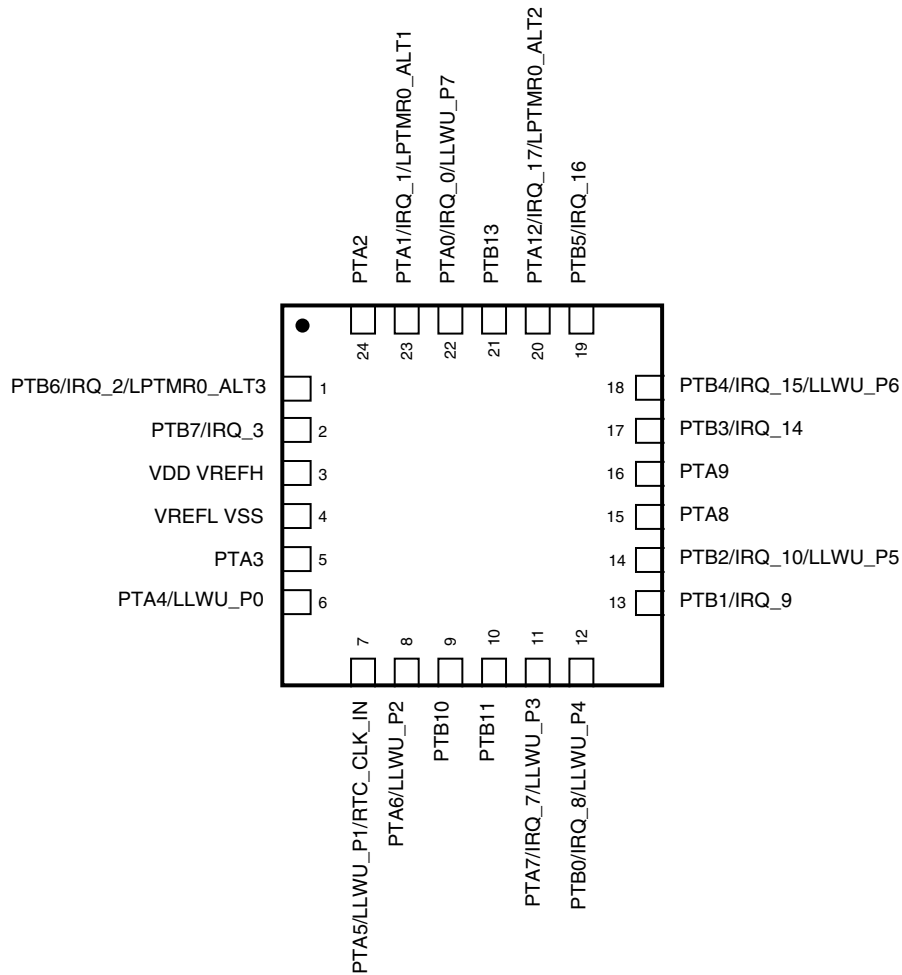 PTA2
PTA1/IRQ_1/LPTMR0_ALT1
PTA0/IRQ_0/LLWU_P7
PTB13
PTA12/IRQ_17/LPTMR0_ALT2
PTB5/IRQ_16
24
23
22
21
20
19
PTB6/IRQ_2/LPTMR0_ALT3 1
PTB7/IRQ_3 2
VDD VREFH 3
VREFL VSS 4
PTA3 5
PTA4/LLWU_P0 6
18 PTB4/IRQ_15/LLWU_P6
17 PTB3/IRQ_14
16 PTA9
15 PTA8
14 PTB2/IRQ_10/LLWU_P5
13 PTB1/IRQ_9
7
8
9
10
11
12
PTA5/LLWU_P1/RTC_CLK_IN
PTA6/LLWU_P2
PTB10
PTB11
PTA7/IRQ_7/LLWU_P3
PTB0/IRQ_8/LLWU_P4